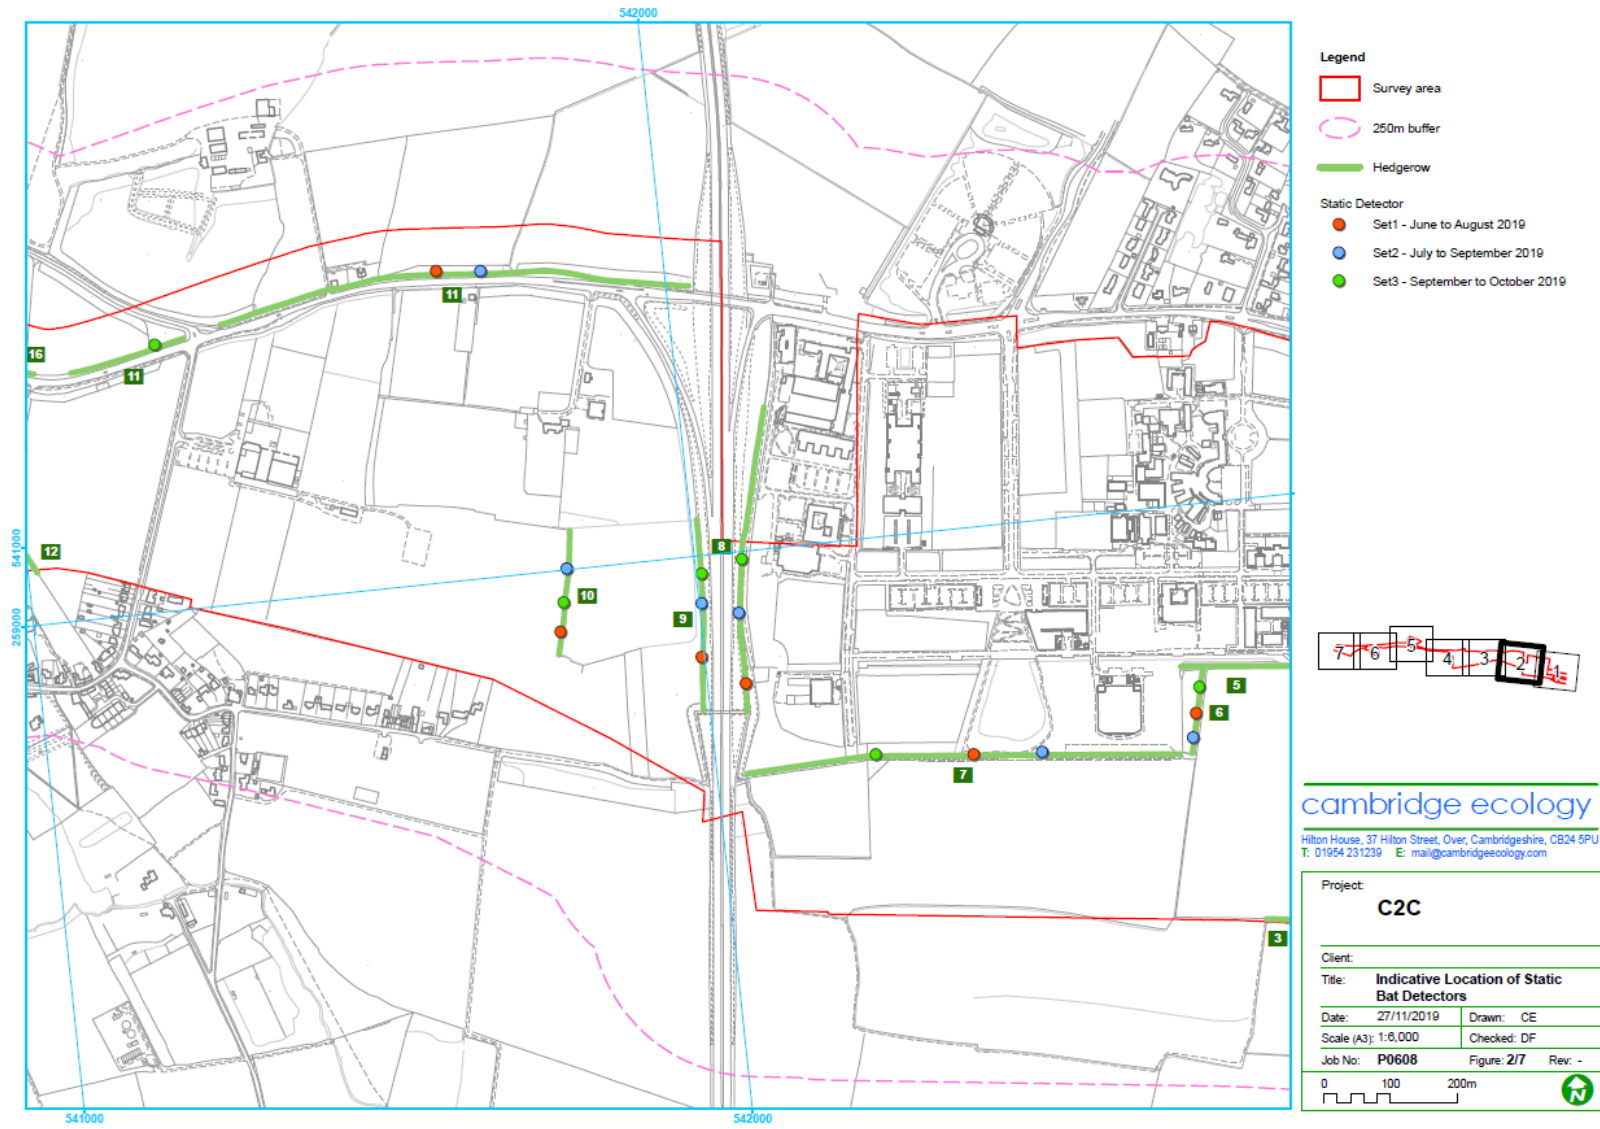 542000
Legend
Survey area
250m buffer
Hedgerow
Static Detector
Set1 - June to August 2019
Set2 - July to September 2019
Set3 - September to October 2019
11
16
11
12
8
10
9
5
6
7
3
541000
259000
541000
542000
7 6 5 4 3 2 1
cambridge ecology
Hilton House, 37 Hilton Street, Over, Cambridgeshire, CB24 5PU
T: 01954 231239 E: mail@cambridgeecology.com
Project:
C2C
Client:
Title: Indicative Location of Static
Bat Detectors
Date: 27/11/2019 Drawn: CE
Scale (A3): 1:6,000 Checked: DF
Job No: P0608 Figure: 2/7 Rev: -
0 100 200m
N